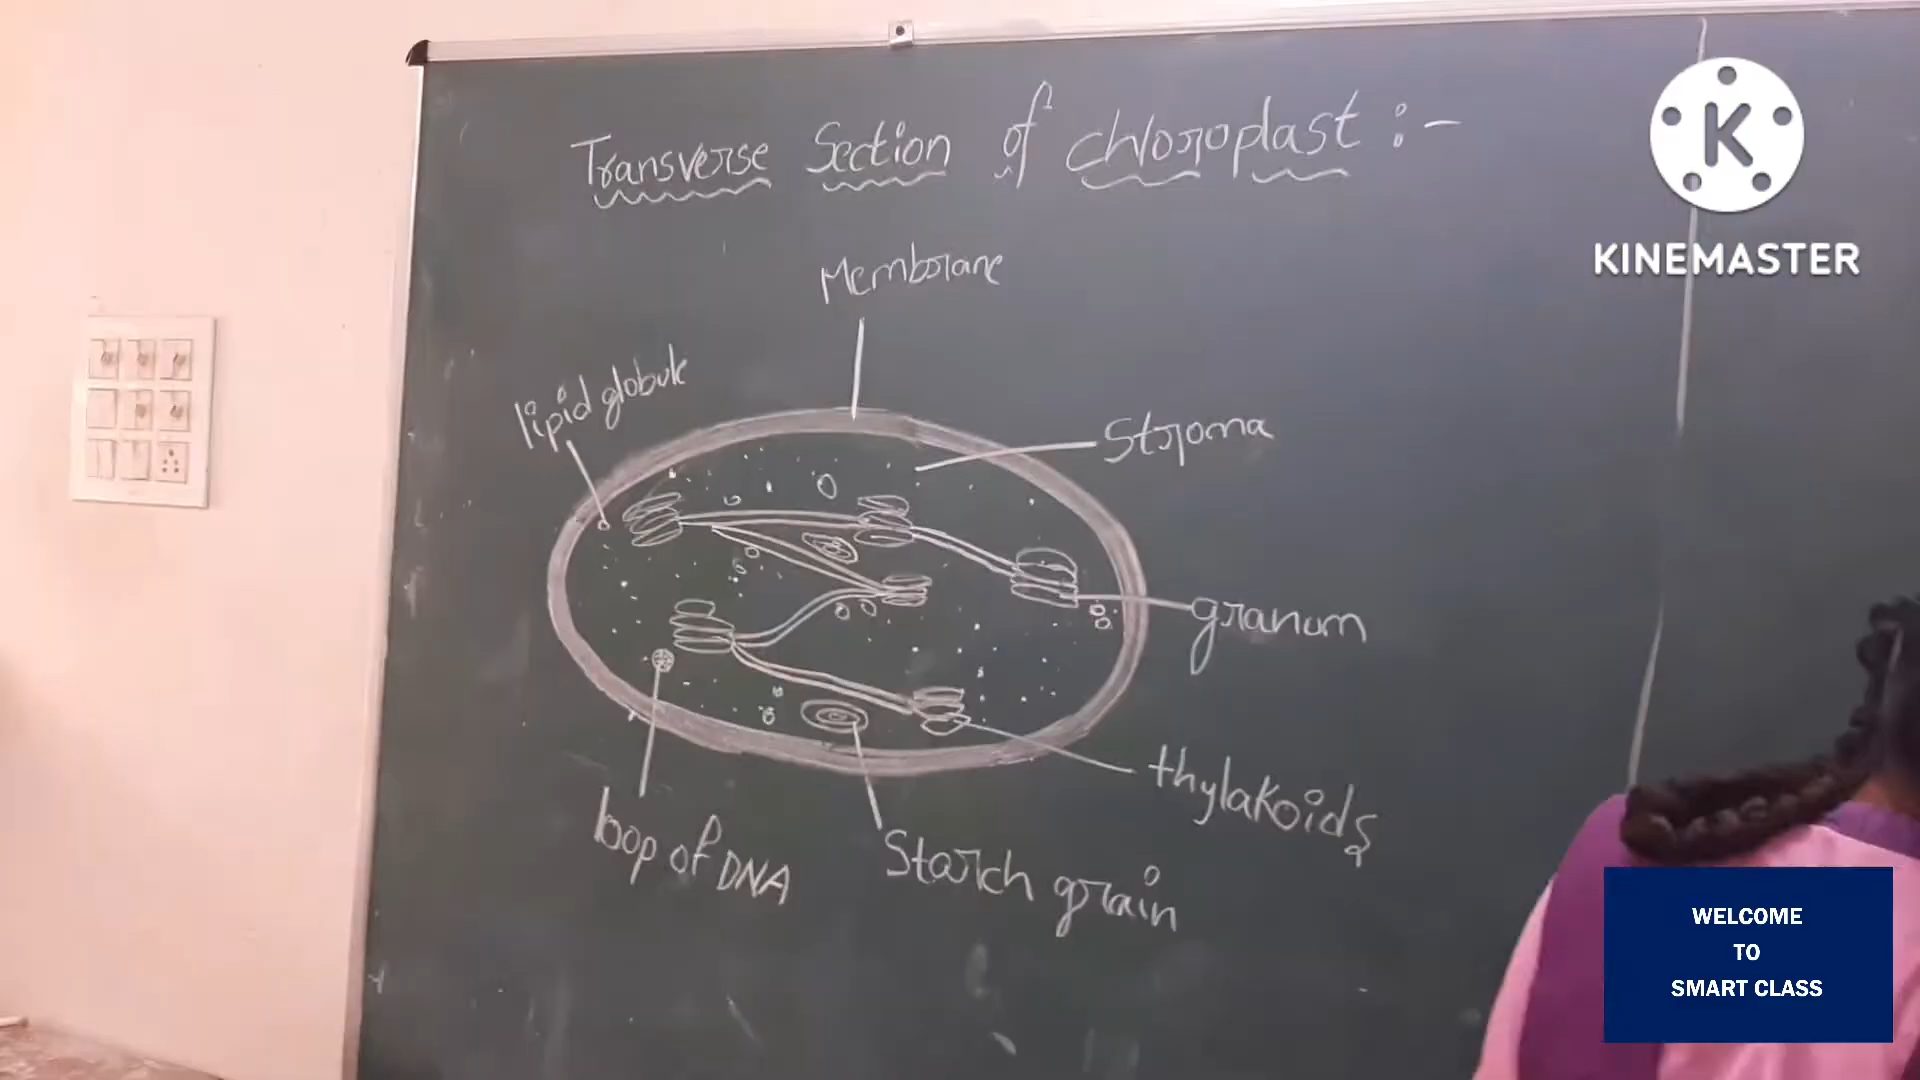 Transverse Section of chloroplast :-
K
KINEMASTER
Membrane
lipid globule
Stroma
granum
thylakoids
loop of DNA
Starch grain
WELCOME
TO
SMART CLASS